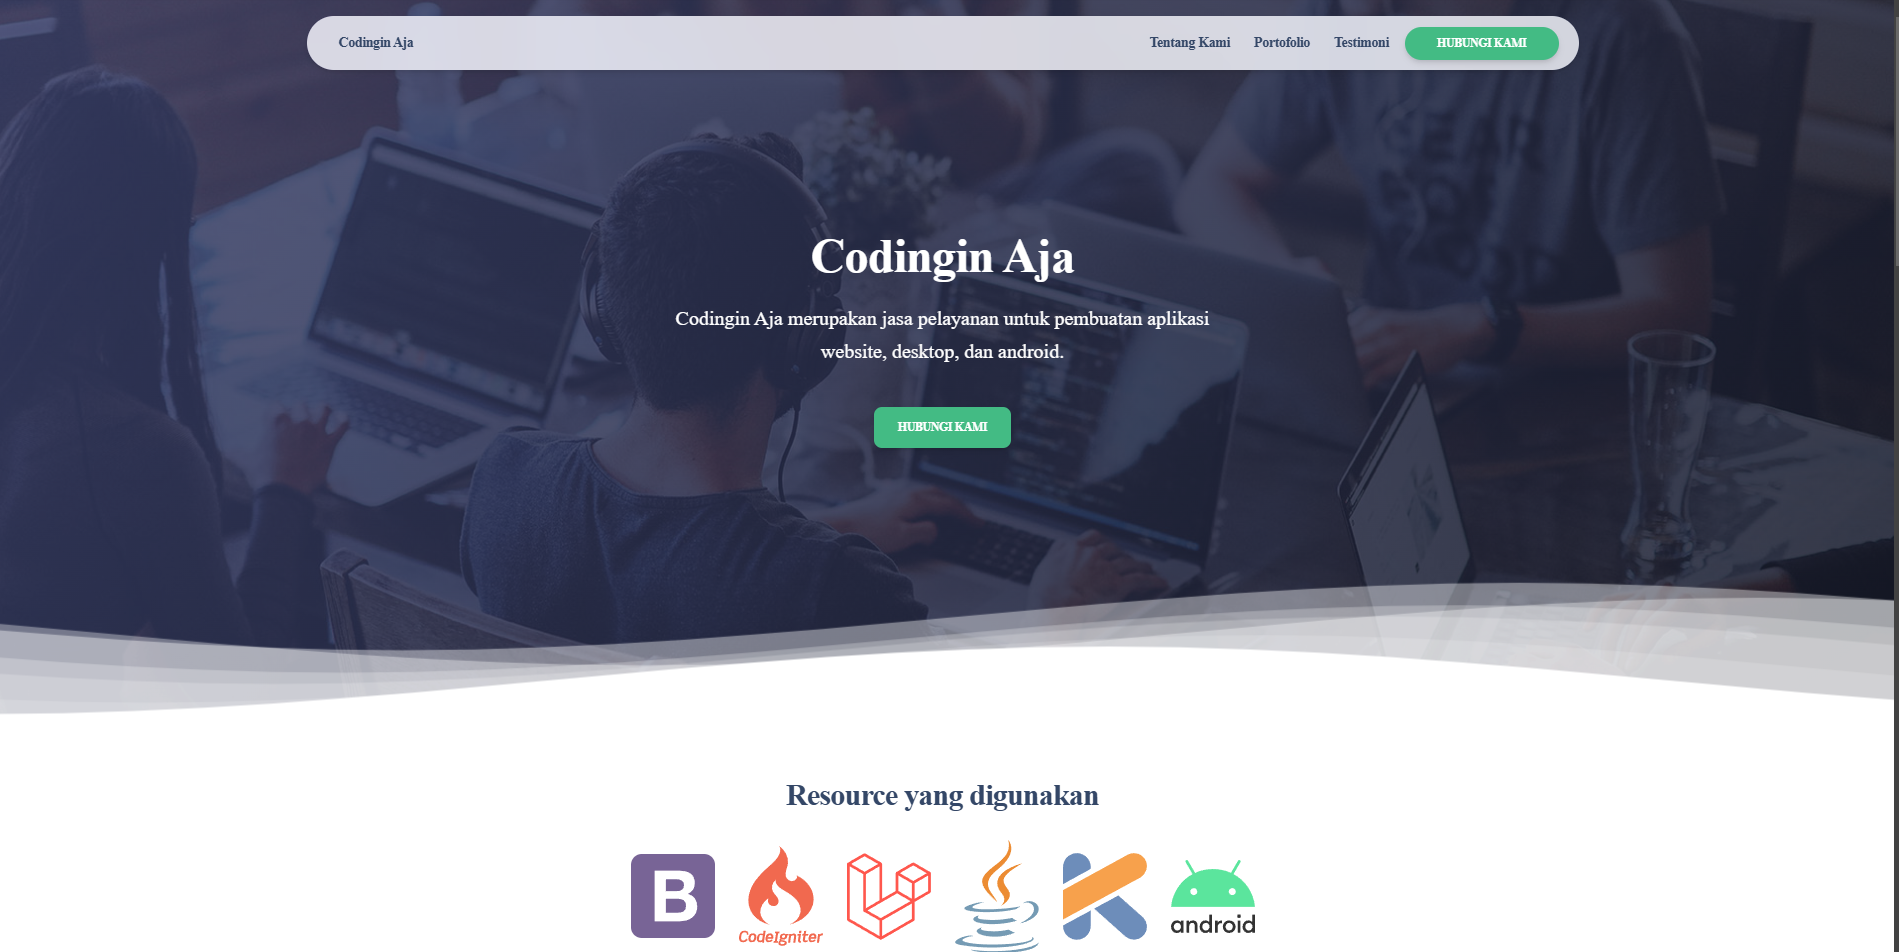 Codingin Aja
Tentang Kami
Portofolio
Testimoni
HUBUNGI KAMI
Codingin Aja
Codingin Aja merupakan jasa pelayanan untuk pembuatan aplikasi
website, desktop, dan android.
HUBUNGI KAMI
Resource yang digunakan
B
CodeIgniter
android